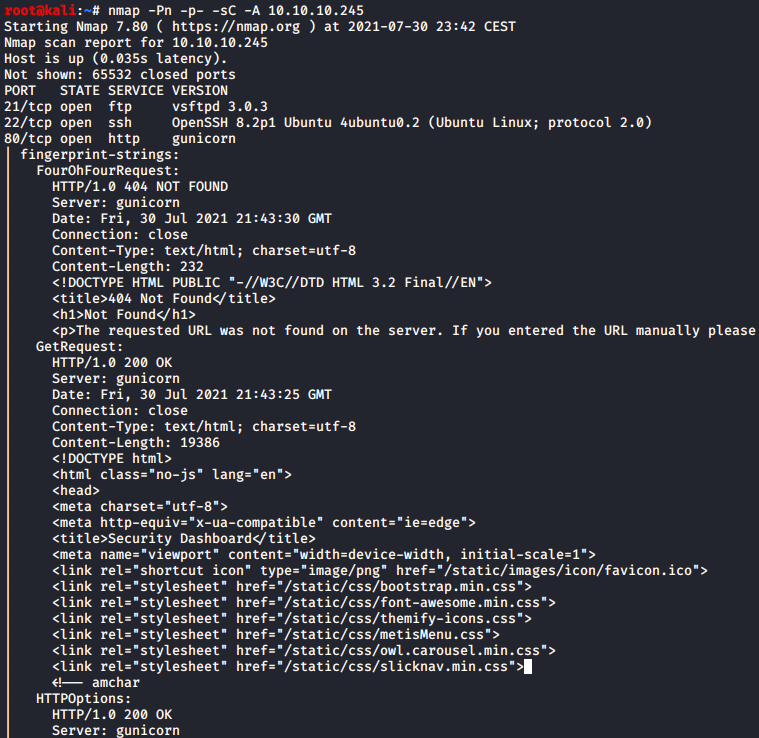 root@kali:~# nmap -Pn -p- -sC -A 10.10.10.245
Starting Nmap 7.80 ( https://nmap.org ) at 2021-07-30 23:42 CEST
Nmap scan report for 10.10.10.245
Host is up (0.035s latency).
Not shown: 65532 closed ports
PORT   STATE SERVICE VERSION
21/tcp open  ftp     vsftpd 3.0.3
22/tcp open  ssh     OpenSSH 8.2p1 Ubuntu 4ubuntu0.2 (Ubuntu Linux; protocol 2.0)
80/tcp open  http    gunicorn
| fingerprint-strings:
|   FourOhFourRequest:
|     HTTP/1.0 404 NOT FOUND
|     Server: gunicorn
|     Date: Fri, 30 Jul 2021 21:43:30 GMT
|     Connection: close
|     Content-Type: text/html; charset=utf-8
|     Content-Length: 232
|     <!DOCTYPE HTML PUBLIC "-//W3C//DTD HTML 3.2 Final//EN">
|     <title>404 Not Found</title>
|     <h1>Not Found</h1>
|     <p>The requested URL was not found on the server. If you entered the URL manually please
|   GetRequest:
|     HTTP/1.0 200 OK
|     Server: gunicorn
|     Date: Fri, 30 Jul 2021 21:43:25 GMT
|     Connection: close
|     Content-Type: text/html; charset=utf-8
|     Content-Length: 19386
|     <!DOCTYPE html>
|     <html class="no-js" lang="en">
|     <head>
|     <meta charset="utf-8">
|     <meta http-equiv="x-ua-compatible" content="ie=edge">
|     <title>Security Dashboard</title>
|     <meta name="viewport" content="width=device-width, initial-scale=1">
|     <link rel="shortcut icon" type="image/png" href="/static/images/icon/favicon.ico">
|     <link rel="stylesheet" href="/static/css/bootstrap.min.css">
|     <link rel="stylesheet" href="/static/css/font-awesome.min.css">
|     <link rel="stylesheet" href="/static/css/themify-icons.css">
|     <link rel="stylesheet" href="/static/css/metisMenu.css">
|     <link rel="stylesheet" href="/static/css/owl.carousel.min.css">
|     <link rel="stylesheet" href="/static/css/slicknav.min.css">
|     <!-- amchar
|   HTTPOptions:
|     HTTP/1.0 200 OK
|     Server: gunicorn